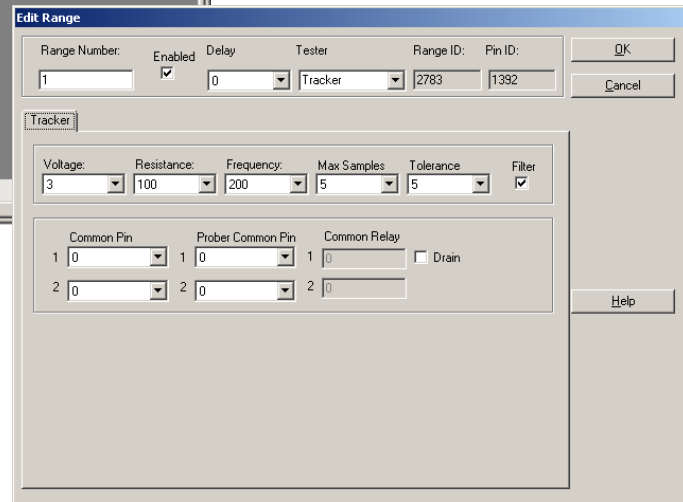 Edit Range
Range Number: Enabled Delay Tester Range ID: Pin ID:
1 0 Tracker 2783 1392
OK
Cancel
Tracker
Voltage: Resistance: Frequency: Max Samples Tolerance Filter
3 100 200 5 5
Common Pin Prober Common Pin Common Relay
1 0 1 0 1 0 Drain
2 0 2 0 2 0
Help